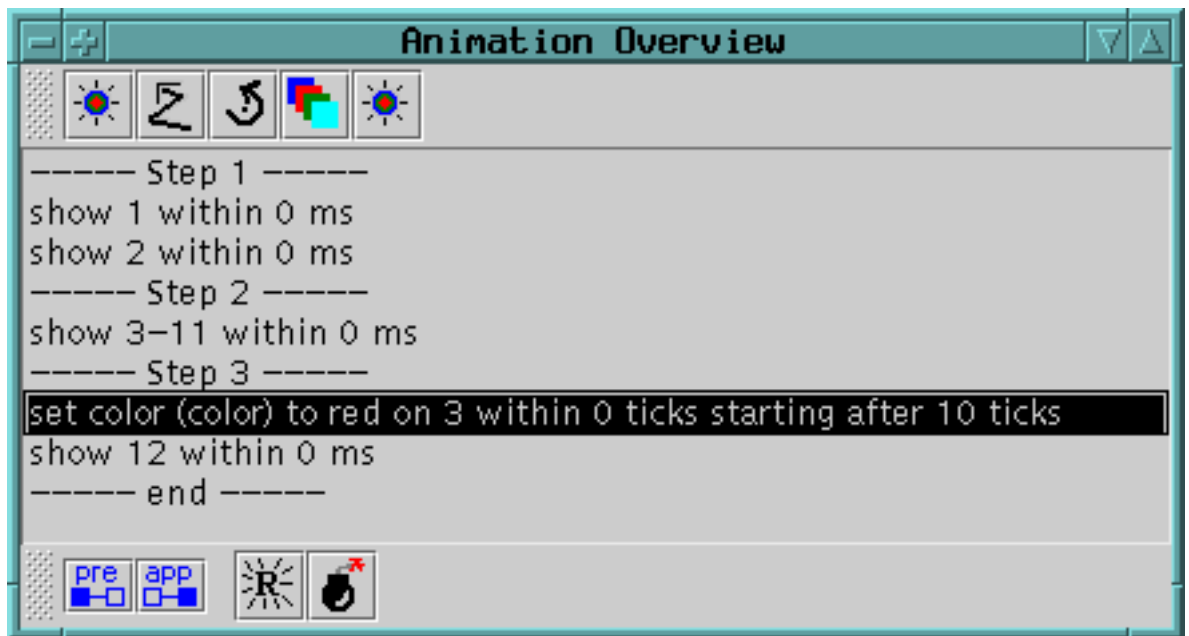 Animation Overview
----- Step 1 -----
show 1 within 0 ms
show 2 within 0 ms
----- Step 2 -----
show 3-11 within 0 ms
----- Step 3 -----
set color (color) to red on 3 within 0 ticks starting after 10 ticks
show 12 within 0 ms
----- end -----
pre app R